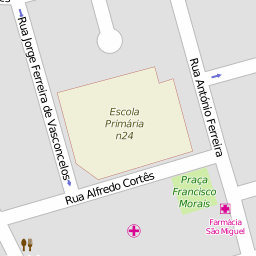 es
Rua Jorge Ferreira de Vasconcelos
Rua António Ferreira
Escola
Primária
n24
Rua Alfredo Cortês
Praça
Francisco
Morais
Farmácia
São Miguel